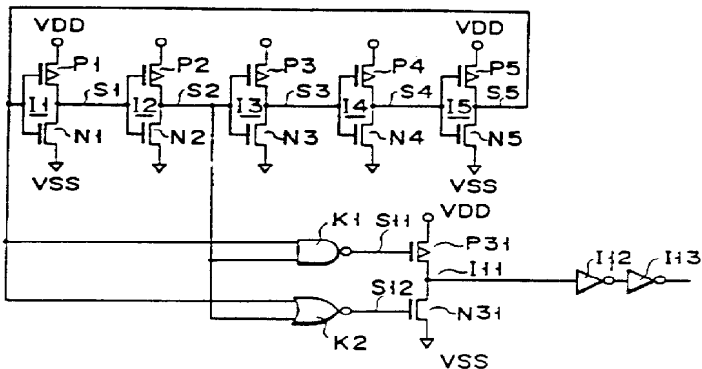 VDD VDD
P1 P2 P3 P4 P5
S1 S2 S3 S4 S5
I1 I2 I3 I4 I5
N1 N2 N3 N4 N5
VSS VSS
K1 S11 VDD
P31
I11 I12 I13
S12
N31
K2
VSS